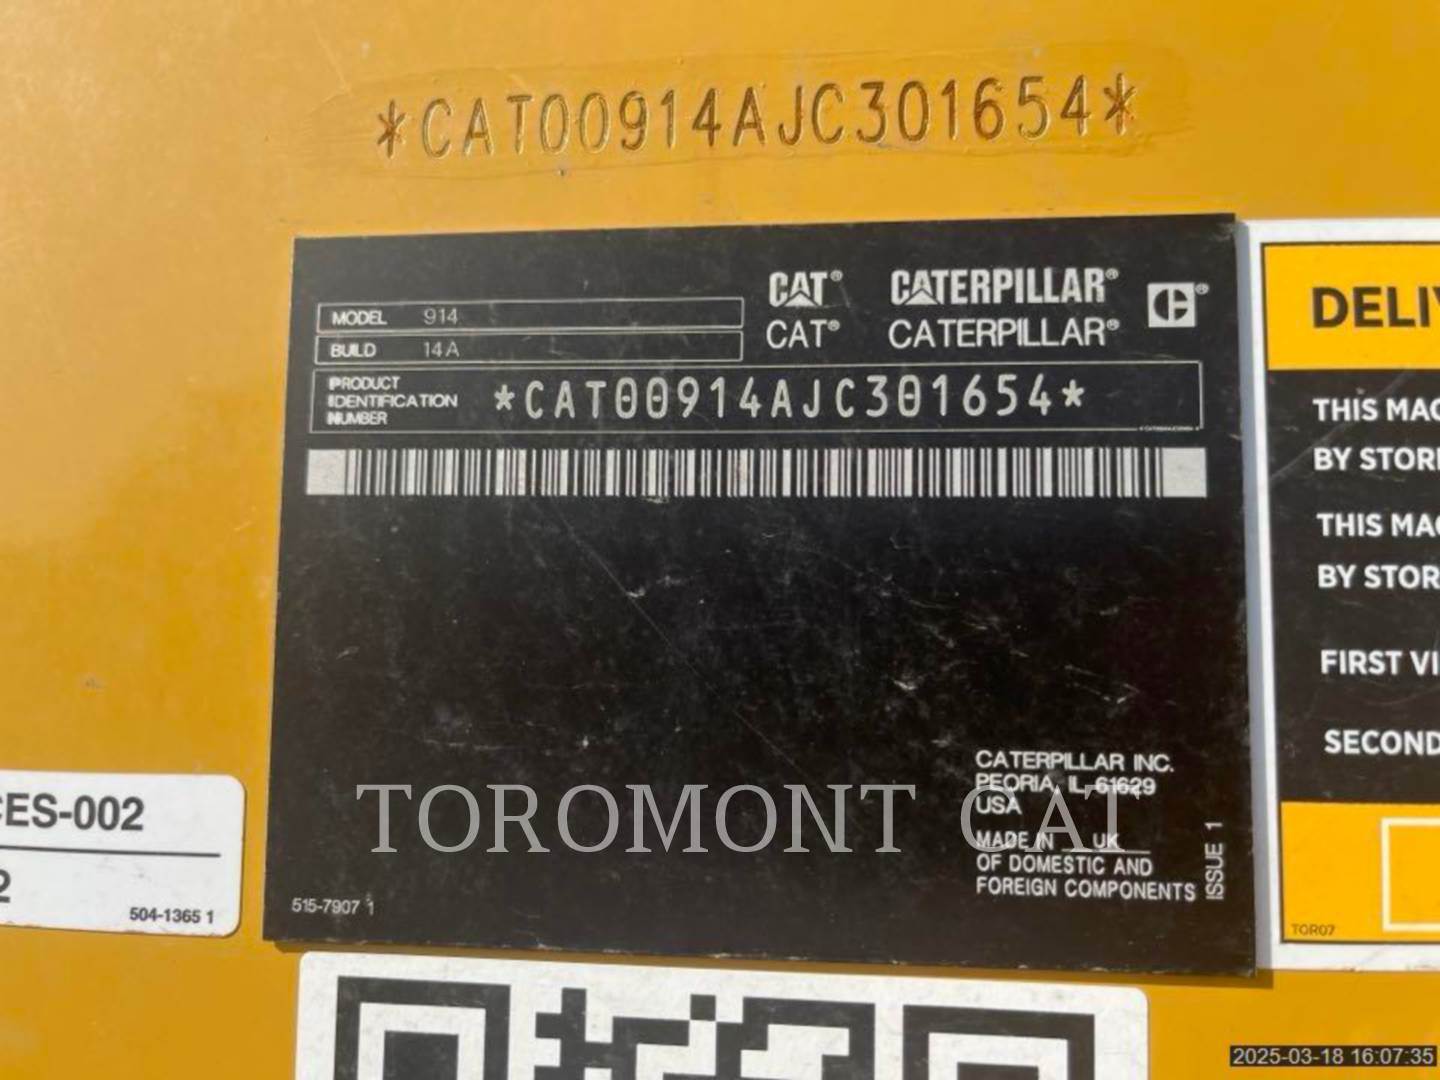 *CAT00914AJC301654*
CAT® CATERPILLAR®
CAT® CATERPILLAR®
MODEL 914
BUILD 14A
PRODUCT
IDENTIFICATION
NUMBER
*CAT00914AJC301654*
CATERPILLAR INC.
PEORIA, IL 61629
USA
MADE IN UK
OF DOMESTIC AND
FOREIGN COMPONENTS
ISSUE 1
515-7907 1
TOROMONT CAT
CES-002
2
504-1365 1
DELIV
THIS MAC
BY STOR
THIS MA
BY STOR
FIRST VI
SECOND
TOR07
2025-03-18 16:07:35